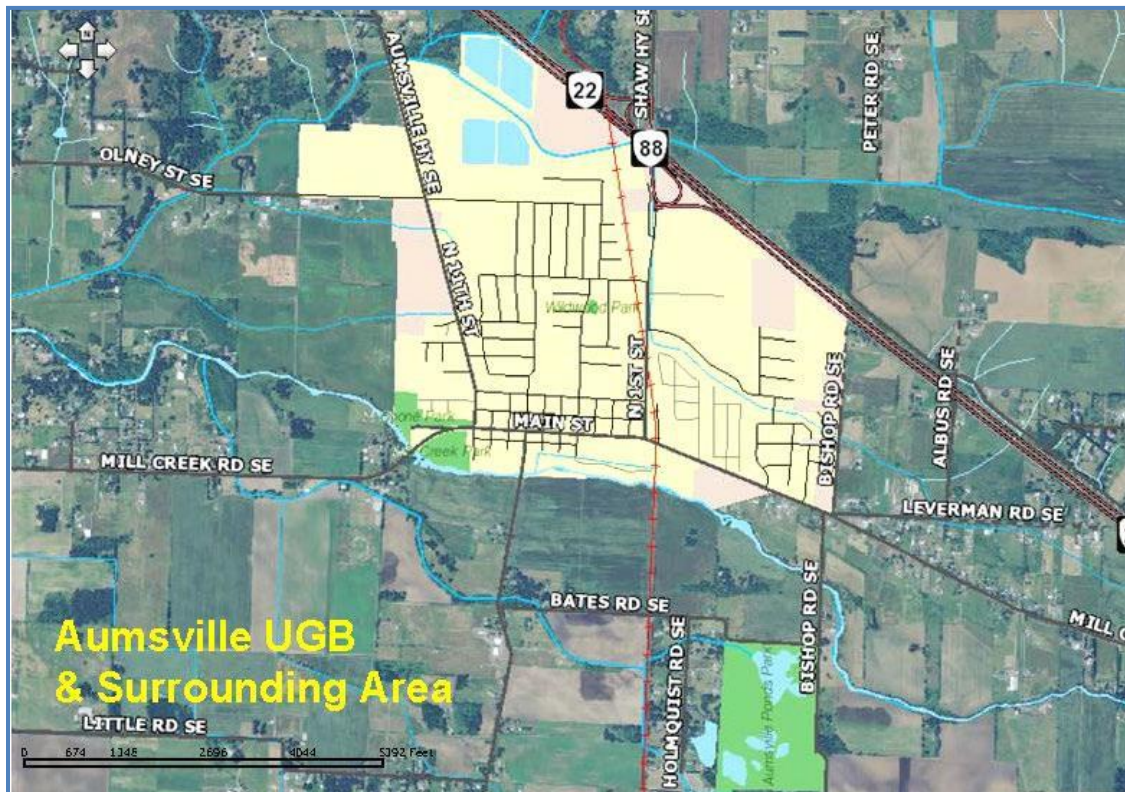 N
AUMSVILLE HY SE
SHAW HY SE
22
88
PETER RD SE
OLNEY ST SE
N 11TH ST
Wildwood Park
N 1ST ST
MAIN ST
Creek Park
MILL CREEK RD SE
BISHOP RD SE
ALBUS RD SE
LEVERMAN RD SE
BATES RD SE
HOLMQUIST RD SE
BISHOP RD SE
MILL C
Aumsville Ponds Park
Aumsville UGB
& Surrounding Area
LITTLE RD SE
0 674 1348 2696 4044 5392 Feet